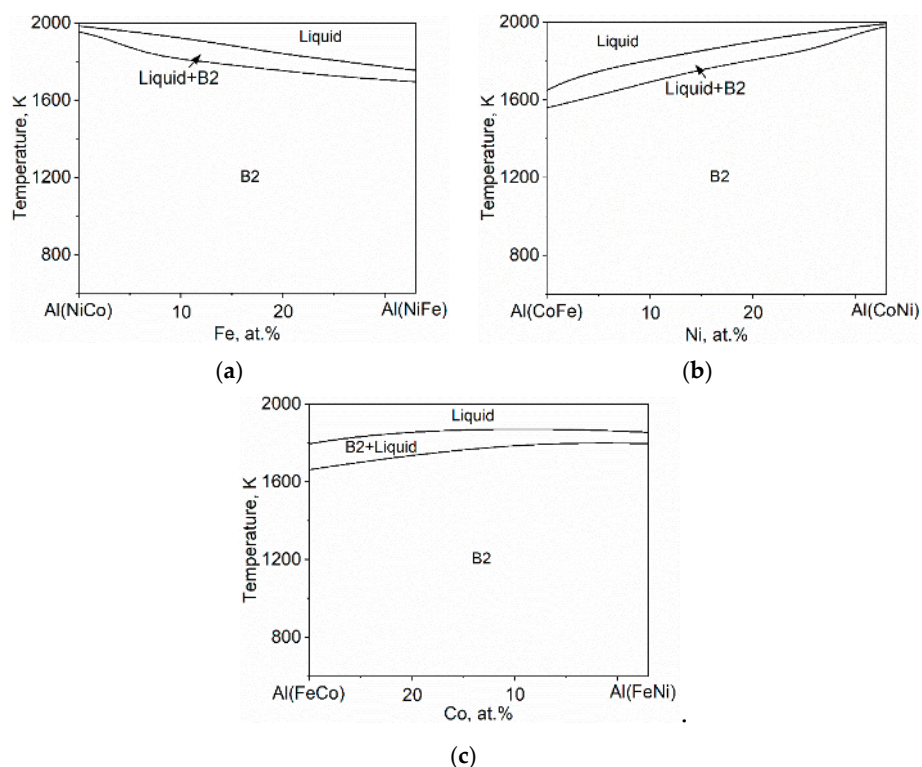 2000
1600
1200
800
Temperature, K
Liquid
Liquid+B2
B2
Al(NiCo) 10 20 Al(NiFe)
Fe, at.%
(a)
2000
1600
1200
800
Temperature, K
Liquid
Liquid+B2
B2
Al(CoFe) 10 20 Al(CoNi)
Ni, at.%
(b)
2000
1600
1200
800
Temperature, K
Liquid
B2+Liquid
B2
Al(FeCo) 20 10 Al(FeNi)
Co, at.%
.
(c)